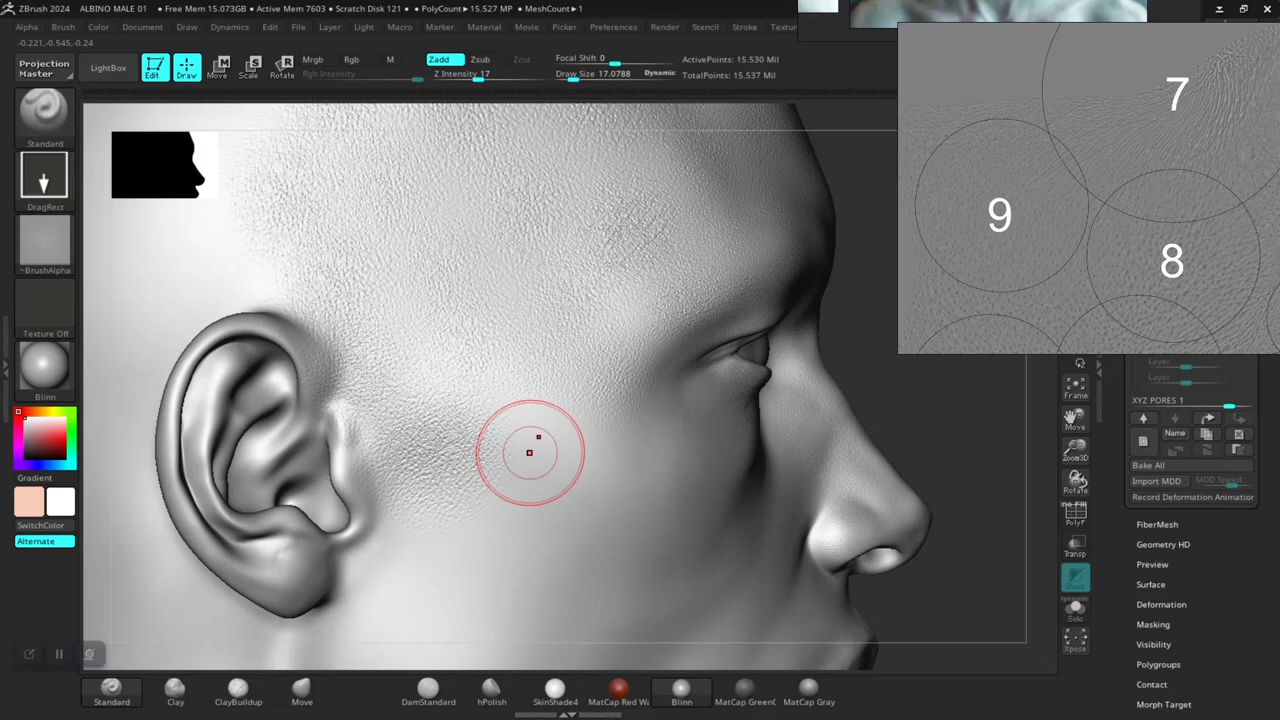 ZBrush 2024 ALBINO MALE 01 • Free Mem 15.073GB • Active Mem 7603 • Scratch Disk 121 • PolyCount▸15.527 MP • MeshCount▸1
Alpha Brush Color Document Draw Dynamics Edit File Layer Light Macro Marker Material Movie Picker Preferences Render Stencil Stroke
-0.221,-0.545,-0.24
Projection Master
LightBox
Edit
Draw
Move
Scale
Rotate
Mrgb Rgb M
Rgb Intensity
Zadd Zsub Zcut
Z Intensity 17
Focal Shift 0
Draw Size 17.0788 Dynamic
ActivePoints: 15.530 Mil
TotalPoints: 15.537 Mil
7
9
8
Standard
DragRect
~BrushAlpha
Texture Off
Blinn
Gradient
SwitchColor
Alternate
Frame
Move
Zoom3D
Rotate
PolyF
Transp
Ghost
Dynamic
Solo
Xpose
Layer
Layer
XYZ PORES 1
Name
Bake All
Import MDD MDD Speed
Record Deformation Animation
FiberMesh
Geometry HD
Preview
Surface
Deformation
Masking
Visibility
Polygroups
Contact
Morph Target
Standard
Clay
ClayBuildup
Move
DamStandard
hPolish
SkinShade4
MatCap Red Wa
Blinn
MatCap GreenC
MatCap Gray